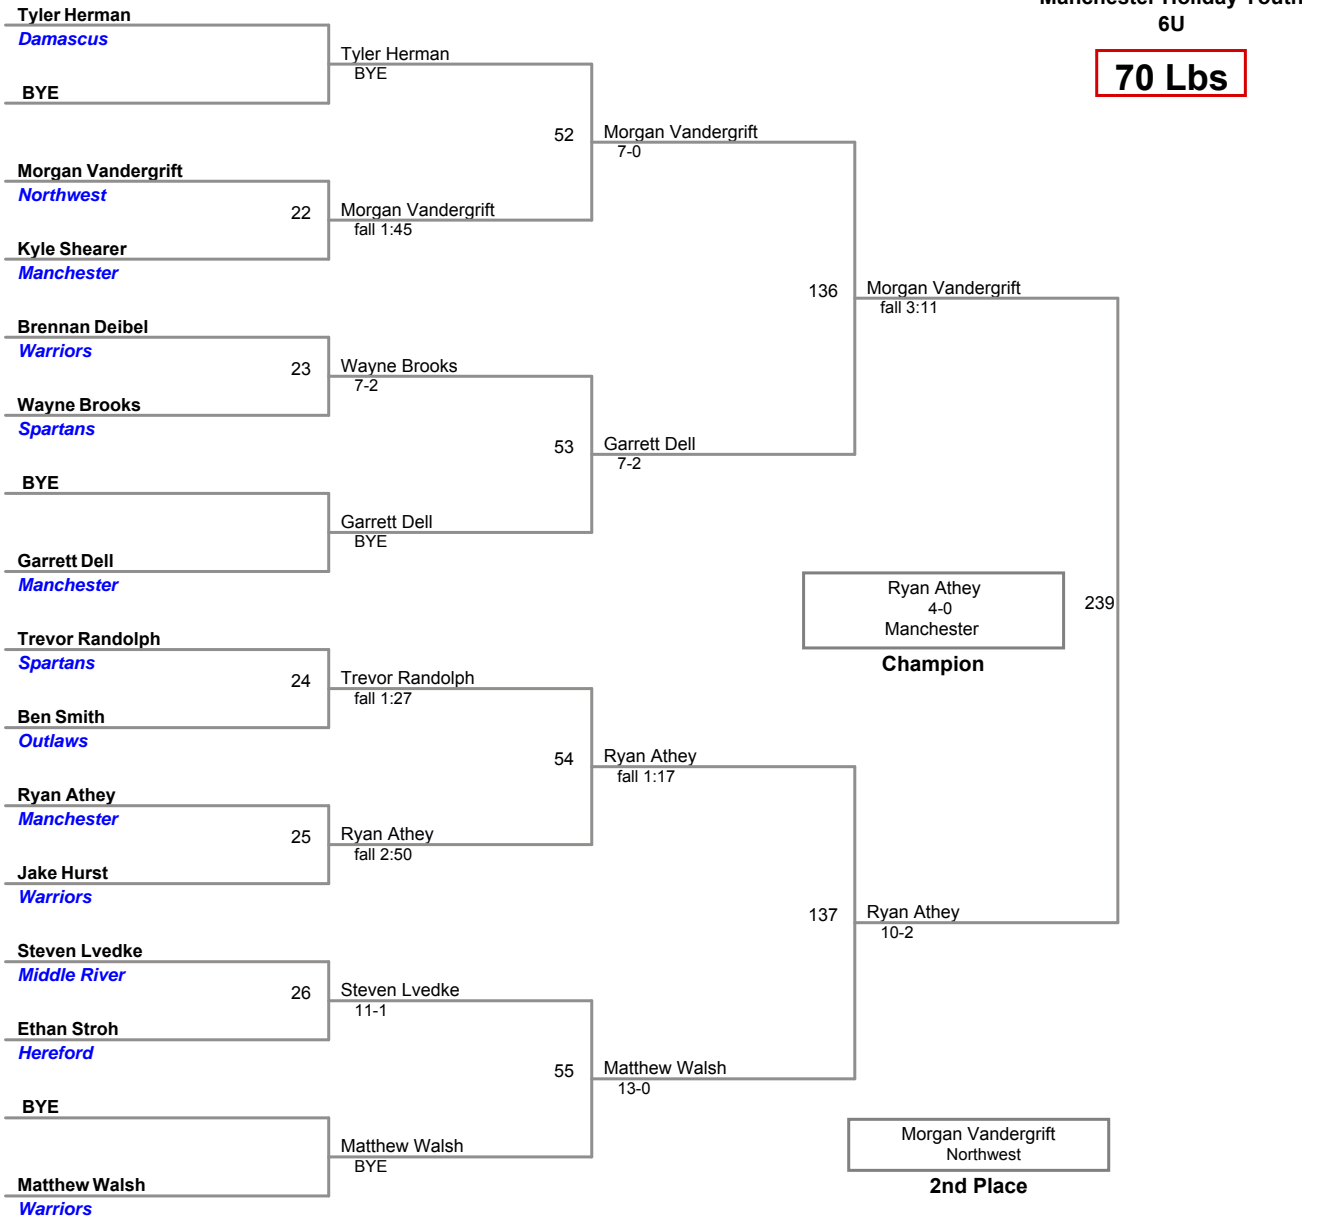 Manchester Holiday Youth
6U
70 Lbs
Tyler Herman
Damascus
BYE
Morgan Vandergrift
Northwest
22
Kyle Shearer
Manchester
Brennan Deibel
Warriors
23
Wayne Brooks
Spartans
BYE
Garrett Dell
Manchester
Trevor Randolph
Spartans
24
Ben Smith
Outlaws
Ryan Athey
Manchester
25
Jake Hurst
Warriors
Steven Lvedke
Middle River
26
Ethan Stroh
Hereford
BYE
Matthew Walsh
Warriors
Tyler Herman
BYE
52
Morgan Vandergrift
fall 1:45
Wayne Brooks
7-2
53
Garrett Dell
BYE
Trevor Randolph
fall 1:27
54
Ryan Athey
fall 2:50
Steven Lvedke
11-1
55
Matthew Walsh
BYE
Morgan Vandergrift
7-0
136
Garrett Dell
7-2
Ryan Athey
fall 1:17
137
Matthew Walsh
13-0
Morgan Vandergrift
fall 3:11
Ryan Athey
10-2
239
Ryan Athey
4-0
Manchester
Champion
Morgan Vandergrift
Northwest
2nd Place